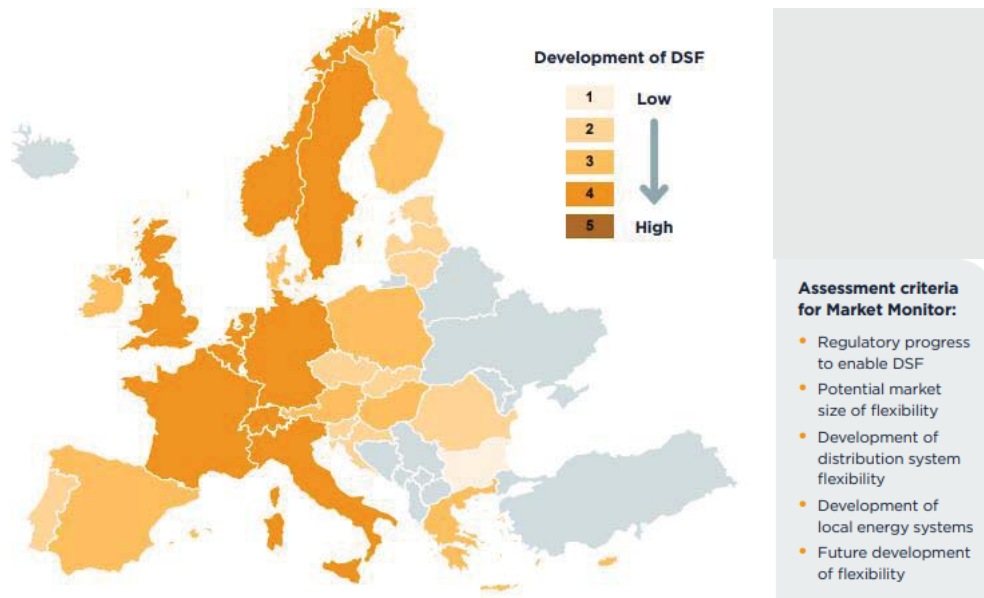 Development of DSF
1 Low
2
3
4
5 High
Assessment criteria
for Market Monitor:
• Regulatory progress
to enable DSF
• Potential market
size of flexibility
• Development of
distribution system
flexibility
• Development of
local energy systems
• Future development
of flexibility